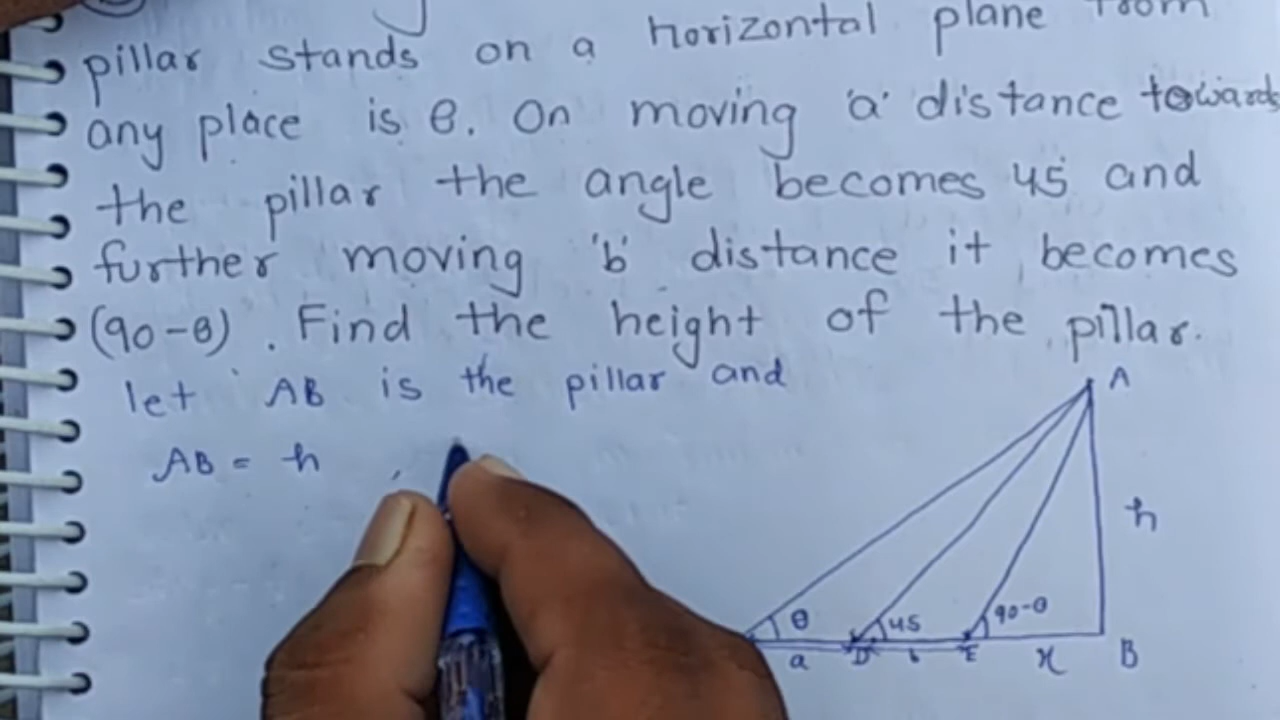 pillar stands on a horizontal plane from
any place is θ. On moving 'a' distance towards
the pillar the angle becomes 45 and
further moving 'b' distance it becomes
(90-θ). Find the height of the pillar.
let AB is the pillar and
AB = h
A
h
θ 45 90-θ
a D b E x B